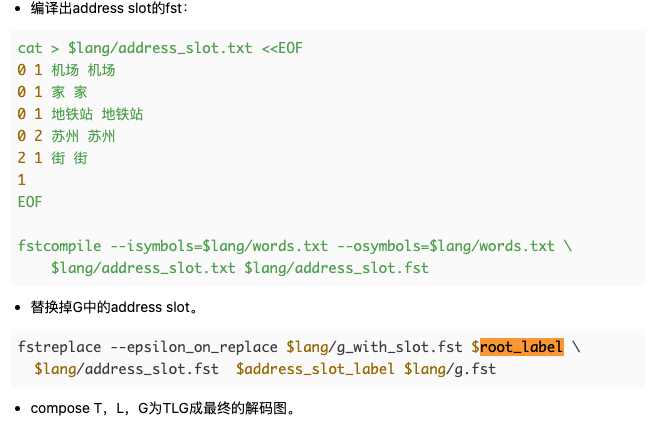 • 编译出address slot的fst：
cat > $lang/address_slot.txt <<EOF
0 1 机场 机场
0 1 家 家
0 1 地铁站 地铁站
0 2 苏州 苏州
2 1 街 街
1
EOF
fstcompile --isymbols=$lang/words.txt --osymbols=$lang/words.txt \
$lang/address_slot.txt $lang/address_slot.fst
• 替换掉G中的address slot。
fstreplace --epsilon_on_replace $lang/g_with_slot.fst $root_label \
$lang/address_slot.fst $address_slot_label $lang/g.fst
• compose T，L，G为TLG成最终的解码图。